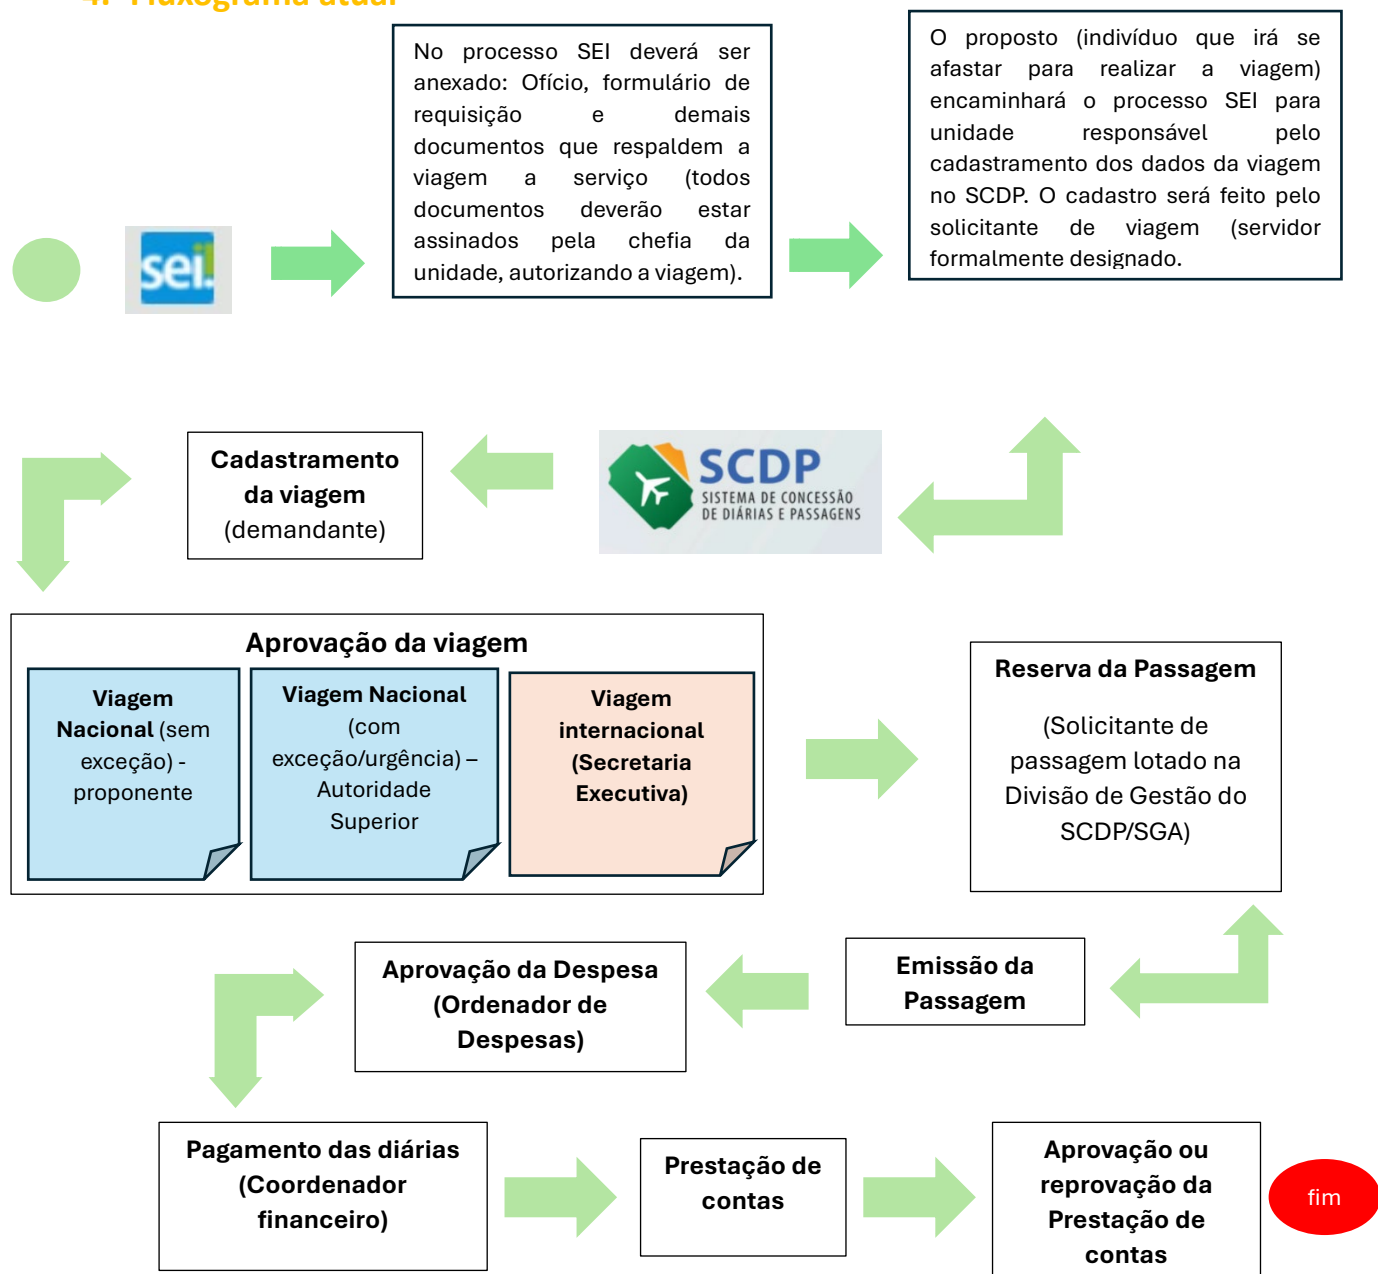 4. Fluxograma atual
No processo SEI deverá ser
anexado: Ofício, formulário de
requisição e demais
documentos que respaldem a
viagem a serviço (todos
documentos deverão estar
assinados pela chefia da
unidade, autorizando a viagem).
O proposto (indivíduo que irá se
afastar para realizar a viagem)
encaminhará o processo SEI para
unidade responsável pelo
cadastramento dos dados da viagem
no SCDP. O cadastro será feito pelo
solicitante de viagem (servidor
formalmente designado.
sei!
Cadastramento
da viagem
(demandante)
SCDP
SISTEMA DE CONCESSÃO
DE DIÁRIAS E PASSAGENS
Aprovação da viagem
Viagem
Nacional (sem
exceção) -
proponente
Viagem Nacional
(com
exceção/urgência) –
Autoridade
Superior
Viagem
internacional
(Secretaria
Executiva)
Reserva da Passagem
(Solicitante de
passagem lotado na
Divisão de Gestão do
SCDP/SGA)
Aprovação da Despesa
(Ordenador de
Despesas)
Emissão da
Passagem
Pagamento das diárias
(Coordenador
financeiro)
Prestação de
contas
Aprovação ou
reprovação da
Prestação de
contas
fim